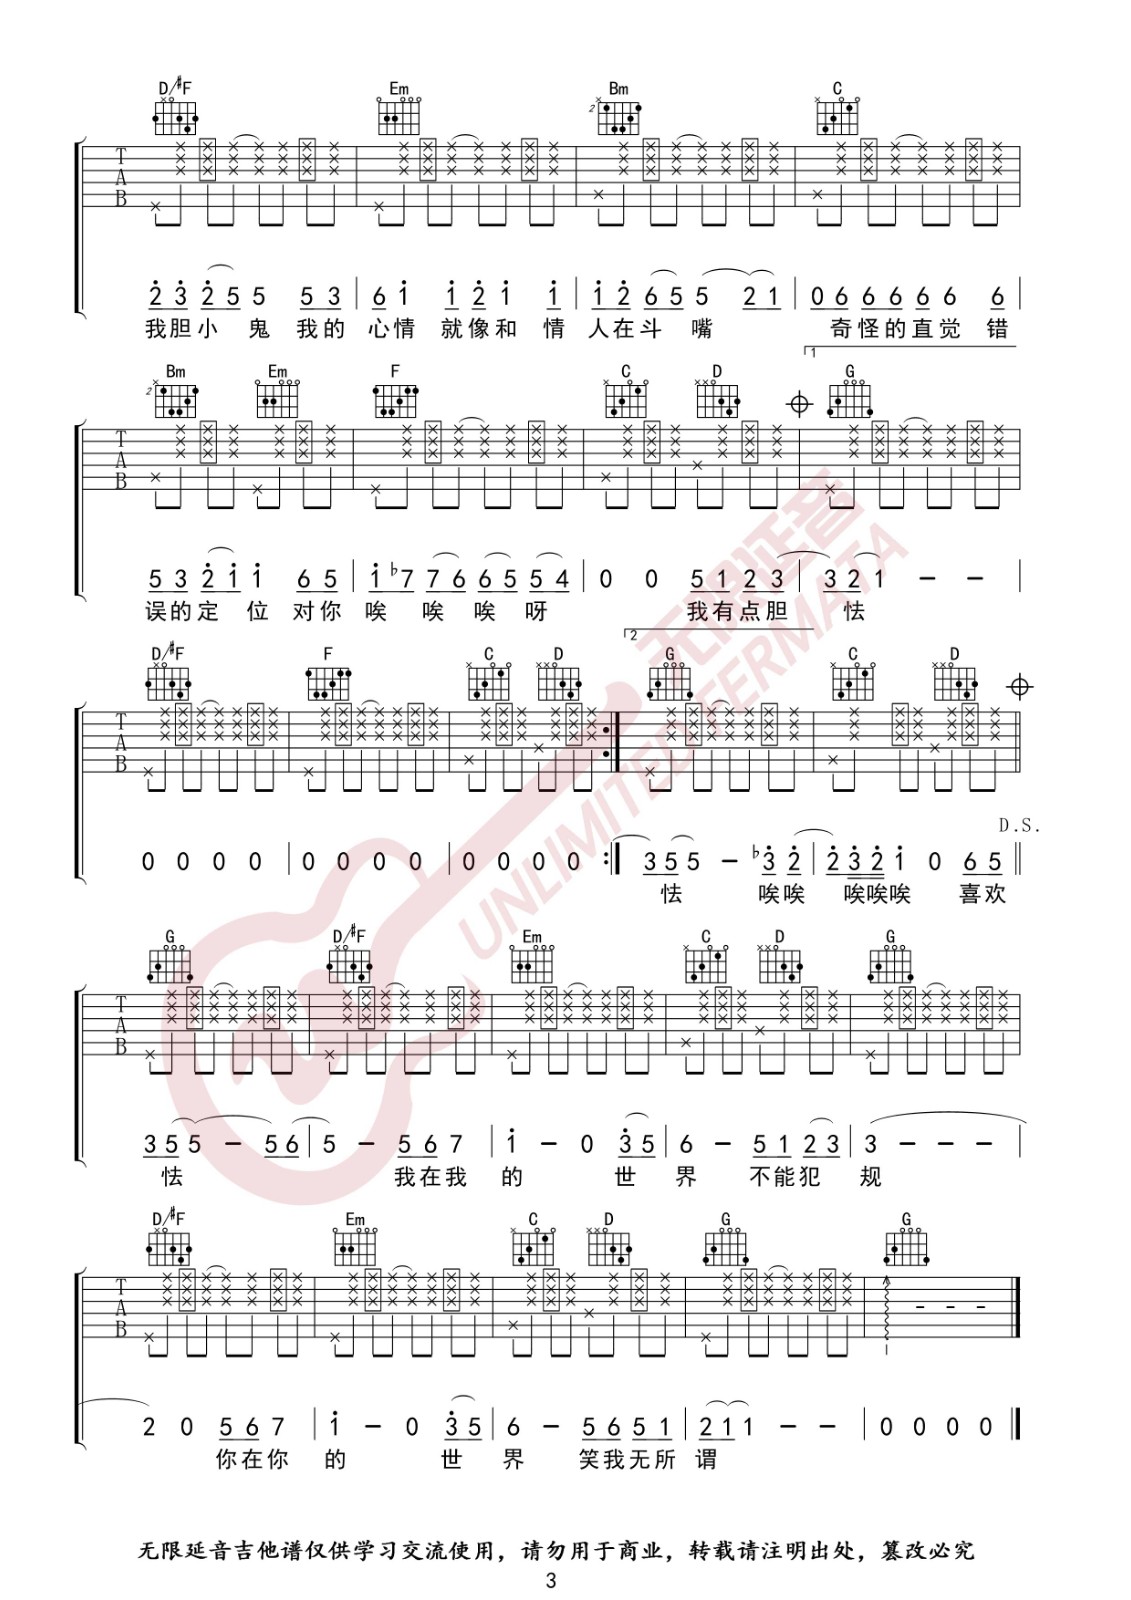 D/#F Em Bm C
T A B
2 3 2 5 5 5 3 | 6 1 1 2 1 1 | 1 2 6 5 5 2 1 | 0 6 6 6 6 6 6 |
我胆小 鬼 我的 心情 就像和 情 人在斗 嘴 奇怪的直觉 错
1
Bm Em F C D G
T A B
5 3 2 1 1 6 5 | 1 ♭7 7 6 6 5 5 4 | 0 0 5 1 2 3 | 3 2 1 – – |
误的定 位 对你 唉 唉 唉 呀 我有点胆 怯
2
D/#F F C D G C D
T A B
D.S.
0 0 0 0 | 0 0 0 0 | 0 0 0 0 :| 3 5 5 – ♭3 2 | 2 3 2 1 0 6 5 ||
怯 唉唉 唉唉唉 喜欢
G D/#F Em C D G
T A B
3 5 5 – 5 6 | 5 – 5 6 7 | 1 – 0 3 5 | 6 – 5 1 2 3 | 3 – – – |
怯 我在我 的 世 界 不能犯 规
D/#F Em C D G G
T A B
2 0 5 6 7 | 1 – 0 3 5 | 6 – 5 6 5 1 | 2 1 1 – – | 0 0 0 0 ||
你在你 的 世 界 笑我无所 谓
无限延音
UNLIMITED FERMATA
无限延音吉他谱仅供学习交流使用，请勿用于商业，转载请注明出处，篡改必究
3